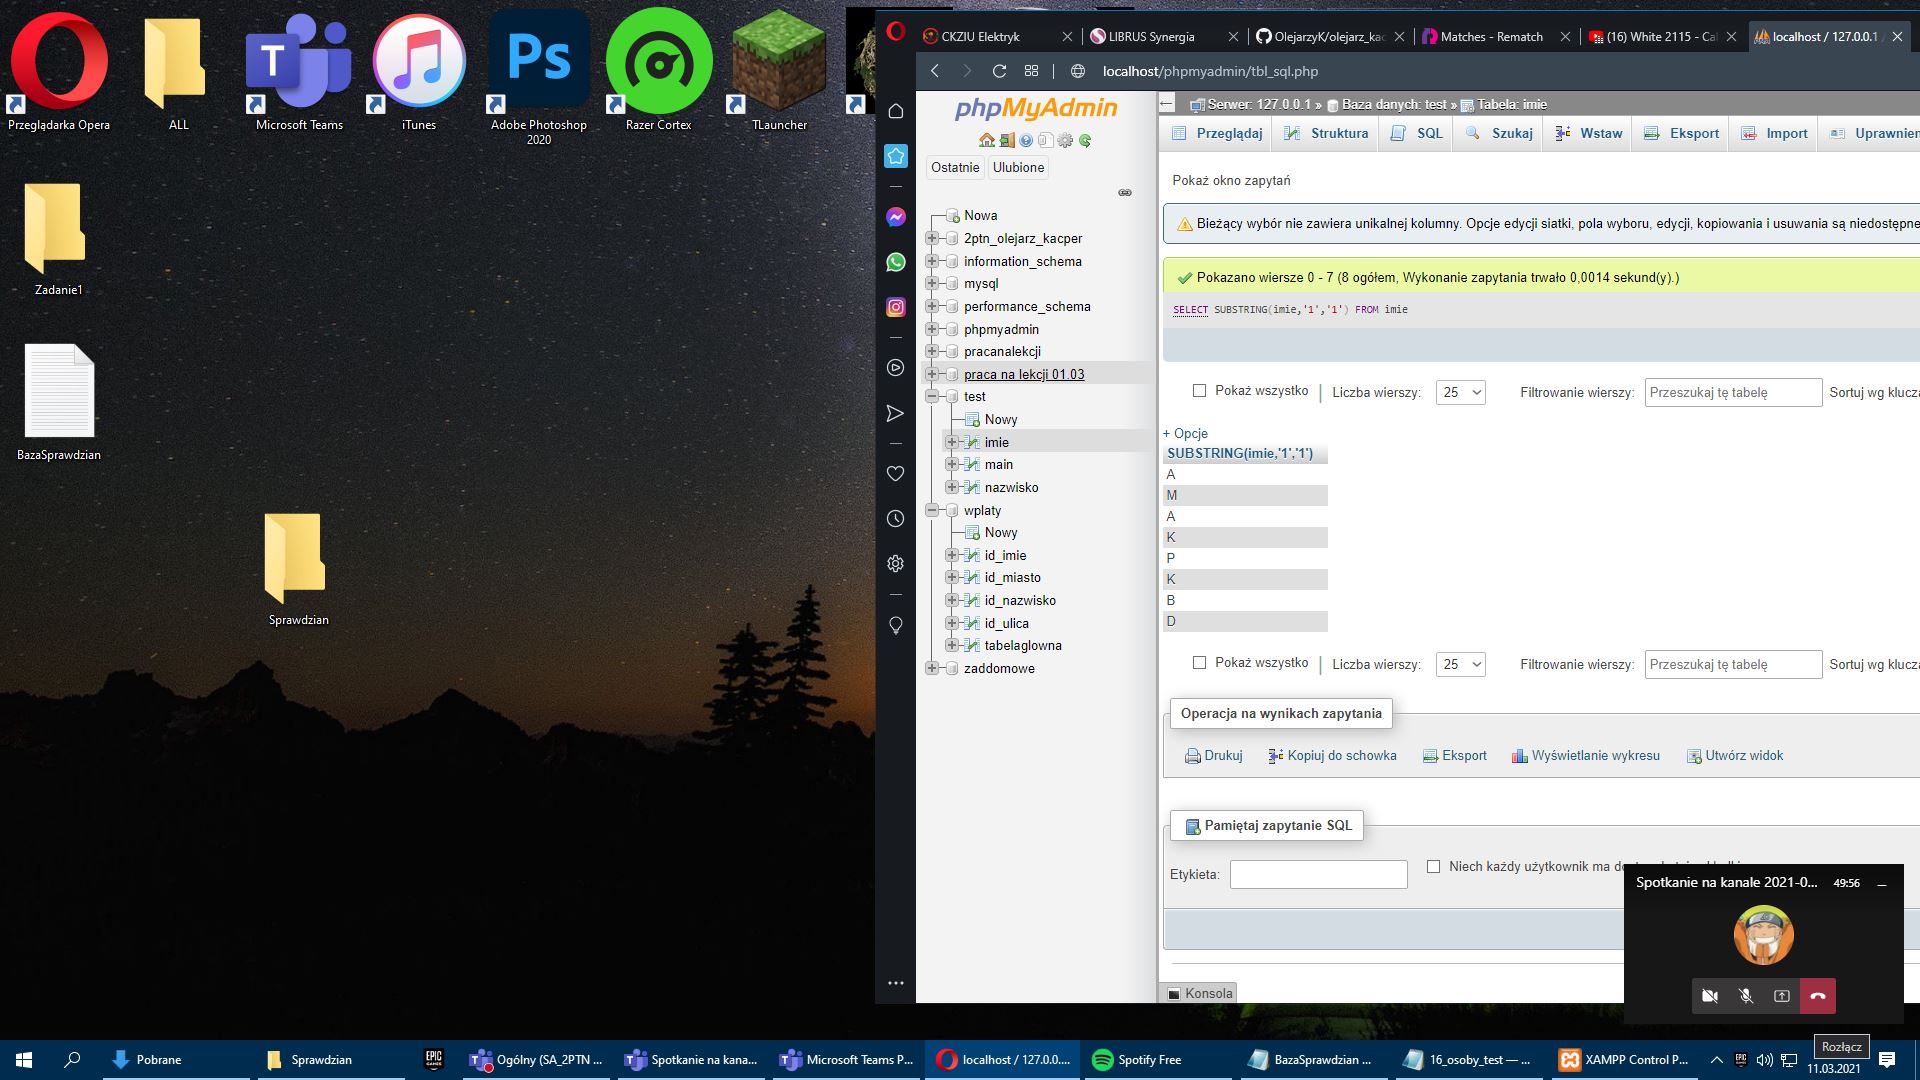 Przeglądarka Opera
ALL
Microsoft Teams
iTunes
Adobe Photoshop 2020
Razer Cortex
TLauncher
Zadanie1
BazaSprawdzian
Sprawdzian
CKZIU Elektryk
LIBRUS Synergia
OlejarzyK/olejarz_kac
Matches - Rematch
(16) White 2115 - Cal
localhost / 127.0.0.1
localhost/phpmyadmin/tbl_sql.php
phpMyAdmin
Ostatnie
Ulubione
Nowa
2ptn_olejarz_kacper
information_schema
mysql
performance_schema
phpmyadmin
pracanalekcji
praca na lekcji 01.03
test
Nowy
imie
main
nazwisko
wplaty
Nowy
id_imie
id_miasto
id_nazwisko
id_ulica
tabelaglowna
zaddomowe
Serwer: 127.0.0.1 » Baza danych: test » Tabela: imie
Przeglądaj
Struktura
SQL
Szukaj
Wstaw
Eksport
Import
Uprawnien
Pokaż okno zapytań
Bieżący wybór nie zawiera unikalnej kolumny. Opcje edycji siatki, pola wyboru, edycji, kopiowania i usuwania są niedostępne
Pokazano wiersze 0 - 7 (8 ogółem, Wykonanie zapytania trwało 0,0014 sekund(y).)
SELECT SUBSTRING(imie,'1','1') FROM imie
Pokaż wszystko | Liczba wierszy: 25 Filtrowanie wierszy: Przeszukaj tę tabelę Sortuj wg klucza
+ Opcje
SUBSTRING(imie,'1','1')
A
M
A
K
P
K
B
D
Pokaż wszystko | Liczba wierszy: 25 Filtrowanie wierszy: Przeszukaj tę tabelę Sortuj wg klucza
Operacja na wynikach zapytania
Drukuj
Kopiuj do schowka
Eksport
Wyświetlanie wykresu
Utwórz widok
Pamiętaj zapytanie SQL
Etykieta:
Niech każdy użytkownik ma
Konsola
Spotkanie na kanale 2021-0... 49:56
Rozłącz
Pobrane
Sprawdzian
EPIC GAMES
Ogólny (SA_2PTN ...
Spotkanie na kana...
Microsoft Teams P...
localhost / 127.0.0....
Spotify Free
BazaSprawdzian ...
16_osoby_test — ...
XAMPP Control P...
11.03.2021